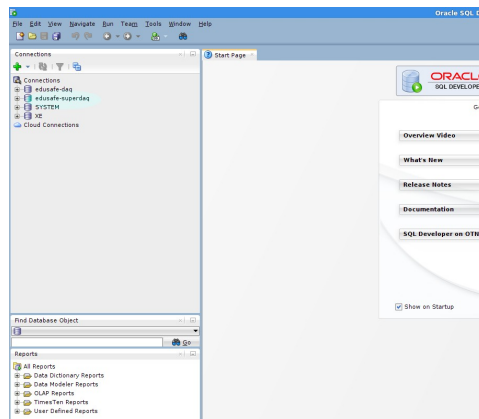 Oracle SQL D
File Edit View Navigate Run Team Tools Window Help
Connections
Start Page
Connections
edusafe-daq
edusafe-superdaq
SYSTEM
XE
Cloud Connections
ORACL
SQL DEVELOPE
G
Overview Video
What's New
Release Notes
Documentation
SQL Developer on OTN
Show on Startup
Find Database Object
Go
Reports
All Reports
Data Dictionary Reports
Data Modeler Reports
OLAP Reports
TimesTen Reports
User Defined Reports